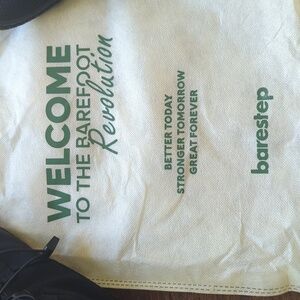 WELCOME
TO THE BAREFOOT
Revolution
BETTER TODAY
STRONGER TOMORROW
GREAT FOREVER
barestep